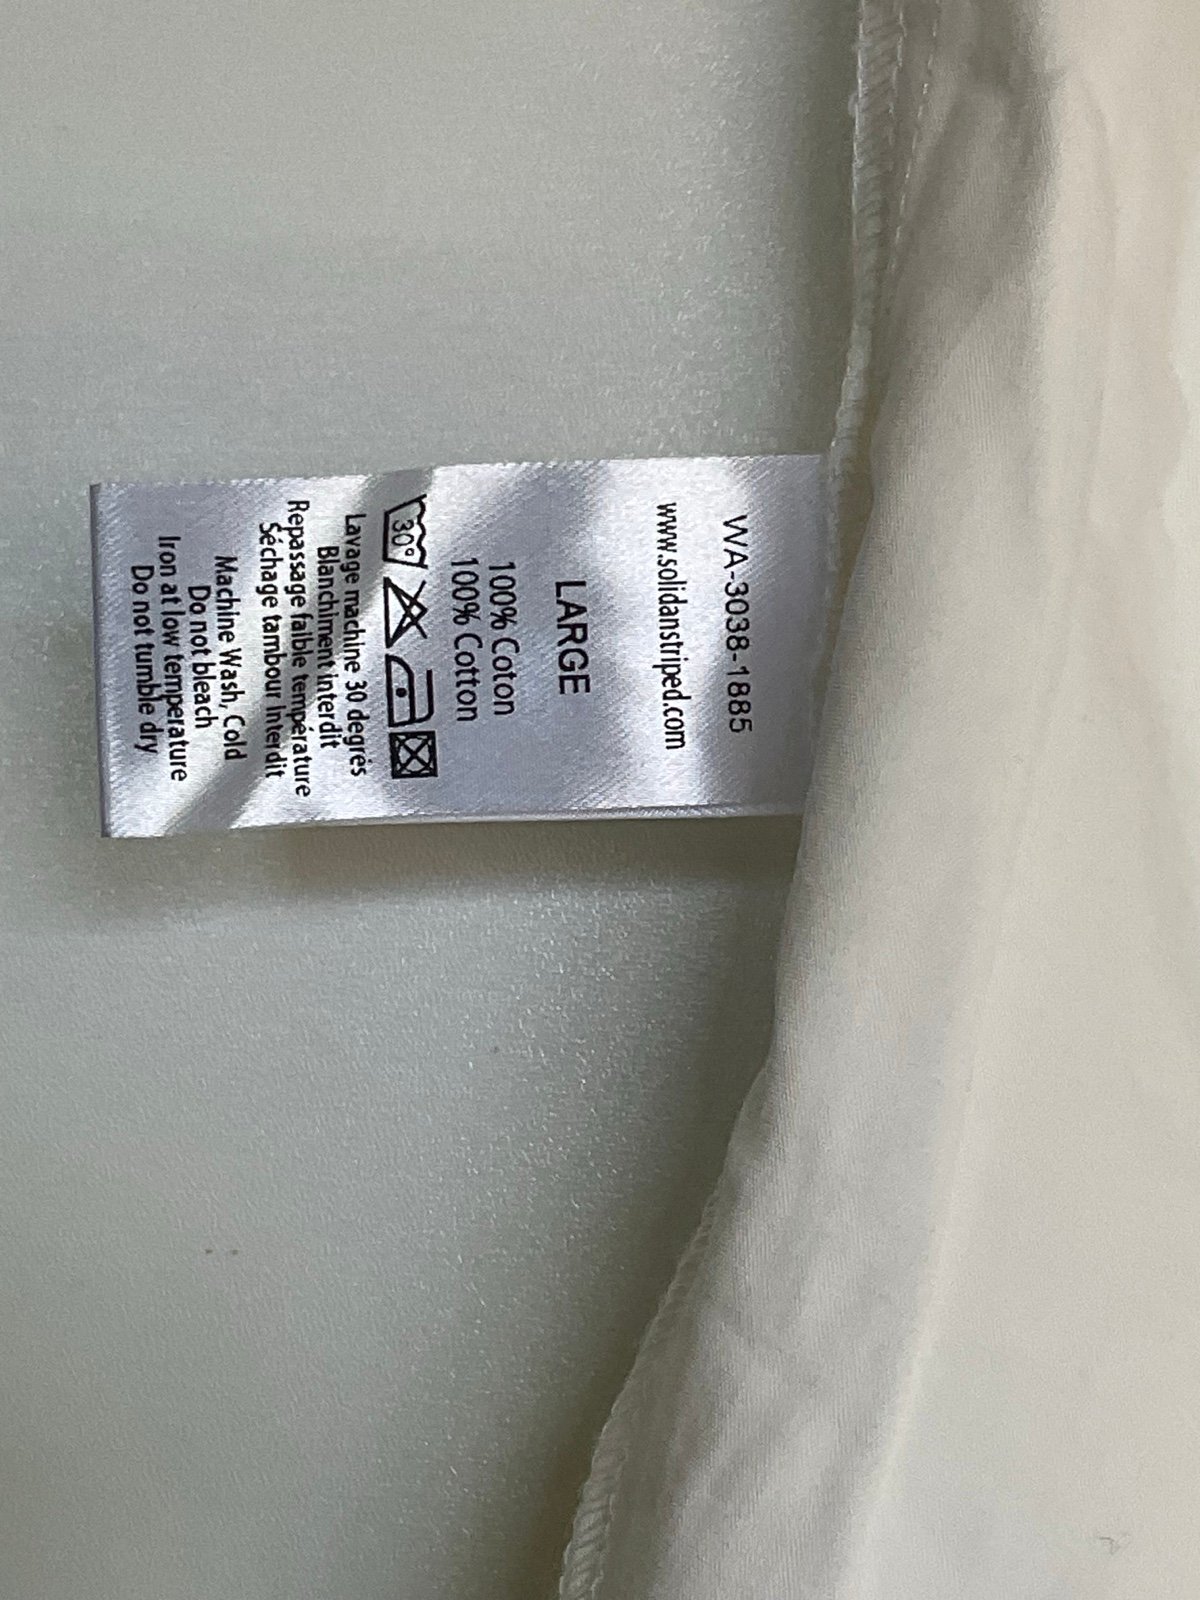 WA-3038-1885
www.solidanstriped.com
LARGE
100% Coton
100% Cotton
30°
Lavage machine 30 degrés
Blanchiment interdit
Repassage faible température
Séchage tambour Interdit
Machine Wash, Cold
Do not bleach
Iron at low temperature
Do not tumble dry